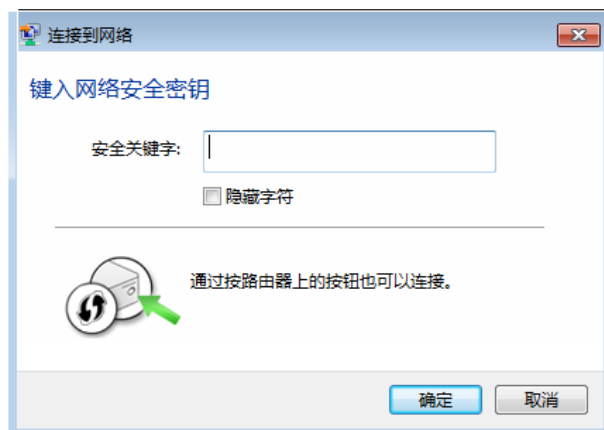 连接到网络
键入网络安全密钥
安全关键字:
隐藏字符
通过按路由器上的按钮也可以连接。
确定
取消